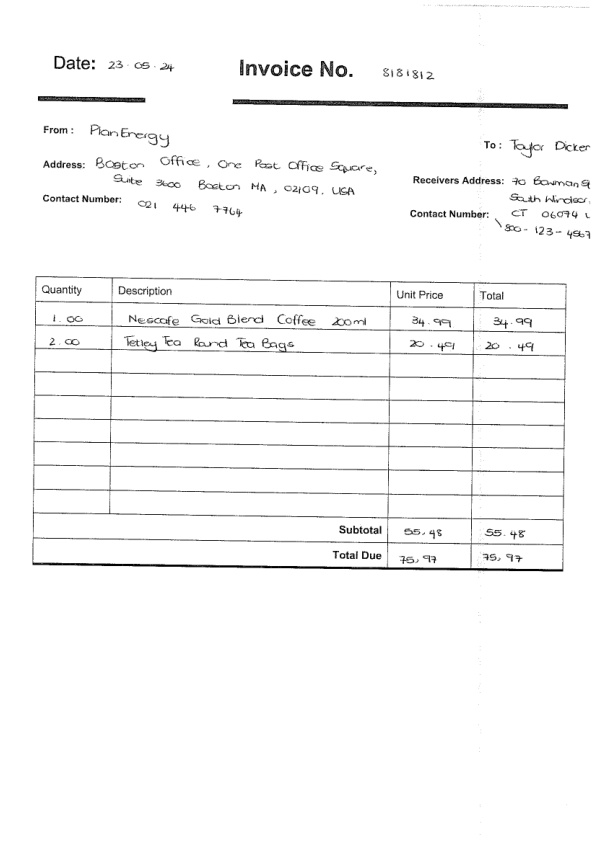 Date: 23.05.24 Invoice No. 8181812
From: PlanEnergy
To: Taylor Dicker
Address: Boston Office, One Post Office Square,
Suite 3600 Boston MA, 02109. USA
Receivers Address: 70 Bowman
South Windsor,
Contact Number: 021 446 7764
CT 06074
Contact Number: 800-123-4567
Quantity Description Unit Price Total
1.00 Nescafe Gold Blend Coffee 200ml 34.99 34.99
2.00 Tetley Tea Round Tea Bags 20.49 20.49
Subtotal 55.48 55.48
Total Due 75.97 75.97